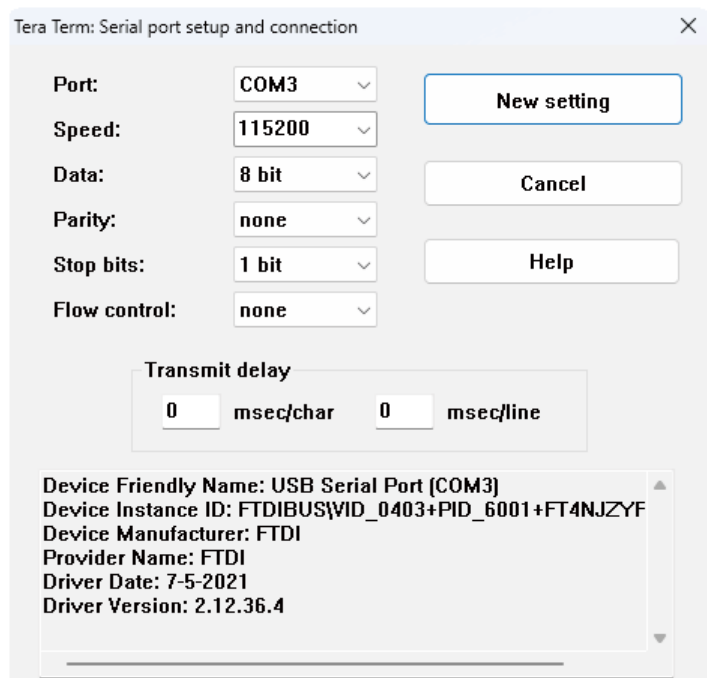 Tera Term: Serial port setup and connection
Port: COM3 New setting
Speed: 115200
Data: 8 bit Cancel
Parity: none
Stop bits: 1 bit Help
Flow control: none
Transmit delay
0 msec/char 0 msec/line
Device Friendly Name: USB Serial Port (COM3)
Device Instance ID: FTDIBUS\VID_0403+PID_6001+FT4NJZYF
Device Manufacturer: FTDI
Provider Name: FTDI
Driver Date: 7-5-2021
Driver Version: 2.12.36.4